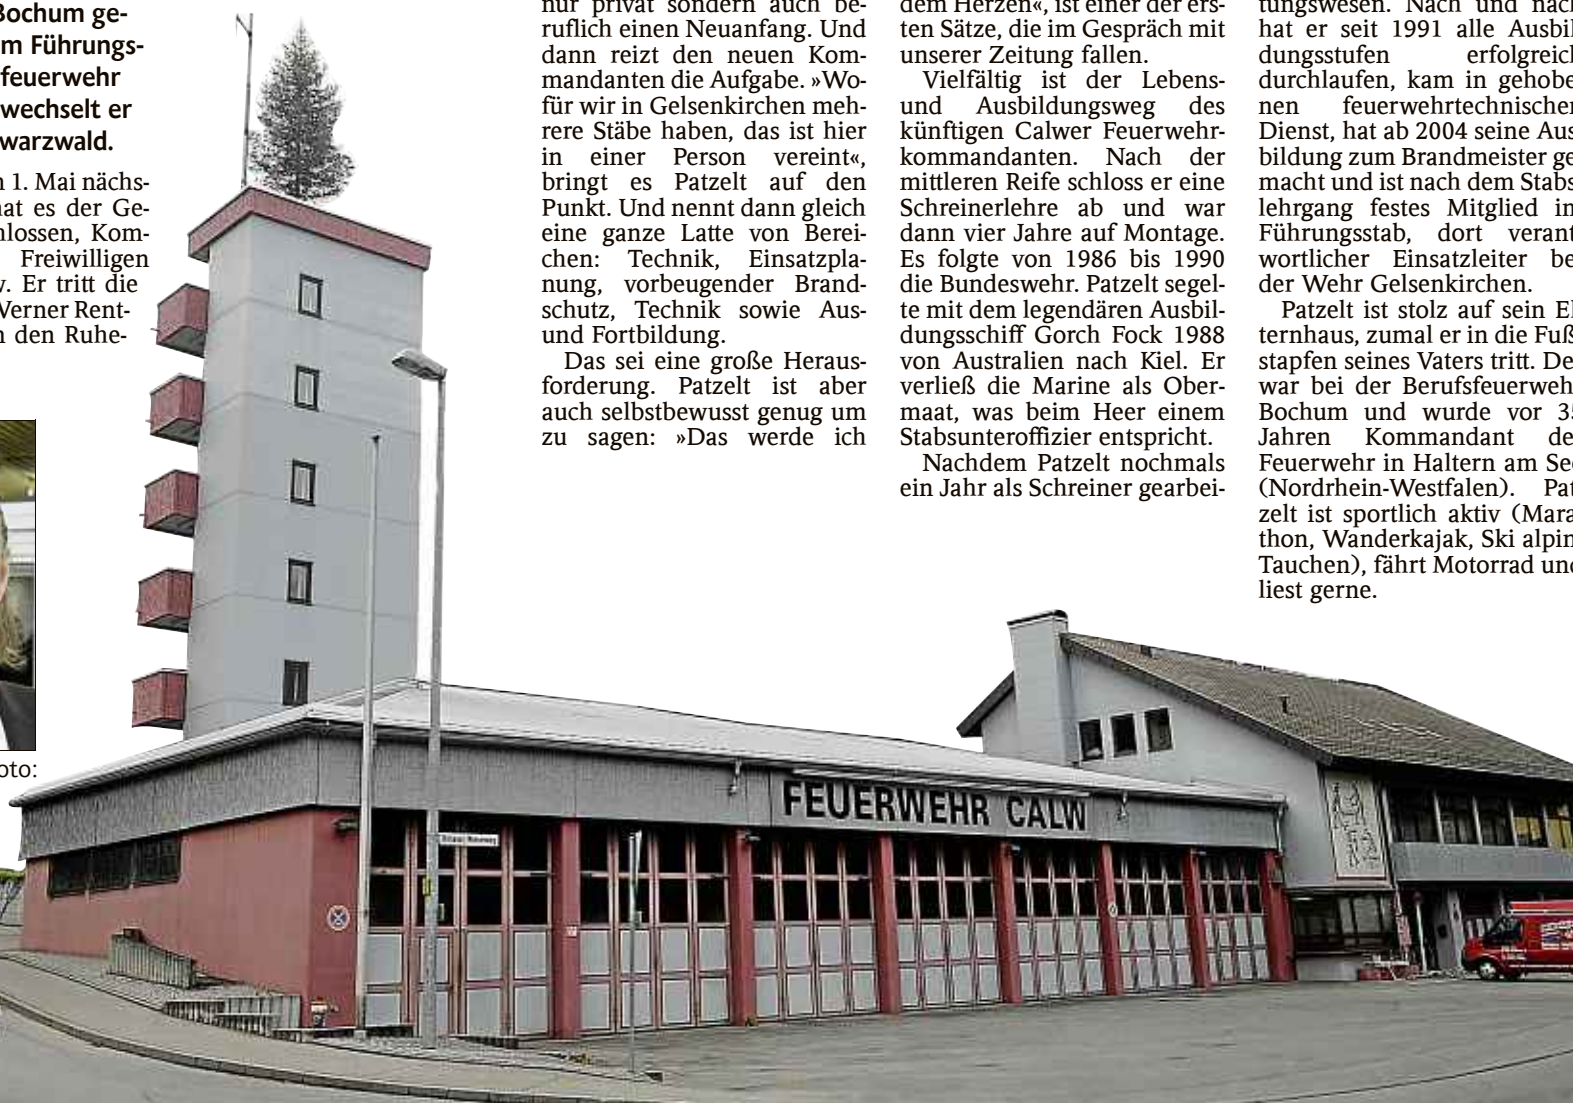 Bochum ge-
m Führungs-
feuerwehr
wechselt er
warzwald.
1. Mai nächs-
hat es der Ge-
hlossen, Kom-
Freiwilligen
. Er tritt die
Werner Rent-
n den Ruhe-
oto:
nur privat sondern auch be-
ruflich einen Neuanfang. Und
dann reizt den neuen Kom-
mandanten die Aufgabe. »Wo-
für wir in Gelsenkirchen meh-
rere Stäbe haben, das ist hier
in einer Person vereint«,
bringt es Patzelt auf den
Punkt. Und nennt dann gleich
eine ganze Latte von Berei-
chen: Technik, Einsatzpla-
nung, vorbeugender Brand-
schutz, Technik sowie Aus-
und Fortbildung.
Das sei eine große Heraus-
forderung. Patzelt ist aber
auch selbstbewusst genug um
zu sagen: »Das werde ich
dem Herzen«, ist einer der ers-
ten Sätze, die im Gespräch mit
unserer Zeitung fallen.
Vielfältig ist der Lebens-
und Ausbildungsweg des
künftigen Calwer Feuerwehr-
kommandanten. Nach der
mittleren Reife schloss er eine
Schreinerlehre ab und war
dann vier Jahre auf Montage.
Es folgte von 1986 bis 1990
die Bundeswehr. Patzelt segel-
te mit dem legendären Ausbil-
dungsschiff Gorch Fock 1988
von Australien nach Kiel. Er
verließ die Marine als Ober-
maat, was beim Heer einem
Stabsunteroffizier entspricht.
Nachdem Patzelt nochmals
ein Jahr als Schreiner gearbei-
tungswesen. Nach und nach
hat er seit 1991 alle Ausbil
dungsstufen erfolgreich
durchlaufen, kam in gehobe
nen feuerwehrtechnischen
Dienst, hat ab 2004 seine Aus
bildung zum Brandmeister ge
macht und ist nach dem Stabs
lehrgang festes Mitglied im
Führungsstab, dort verant
wortlicher Einsatzleiter be
der Wehr Gelsenkirchen.
Patzelt ist stolz auf sein El
ternhaus, zumal er in die Fuß
stapfen seines Vaters tritt. De
war bei der Berufsfeuerweh
Bochum und wurde vor 35
Jahren Kommandant de
Feuerwehr in Haltern am See
(Nordrhein-Westfalen). Pat
zelt ist sportlich aktiv (Mara
thon, Wanderkajak, Ski alpin
Tauchen), fährt Motorrad und
liest gerne.
FEUERWEHR CALW